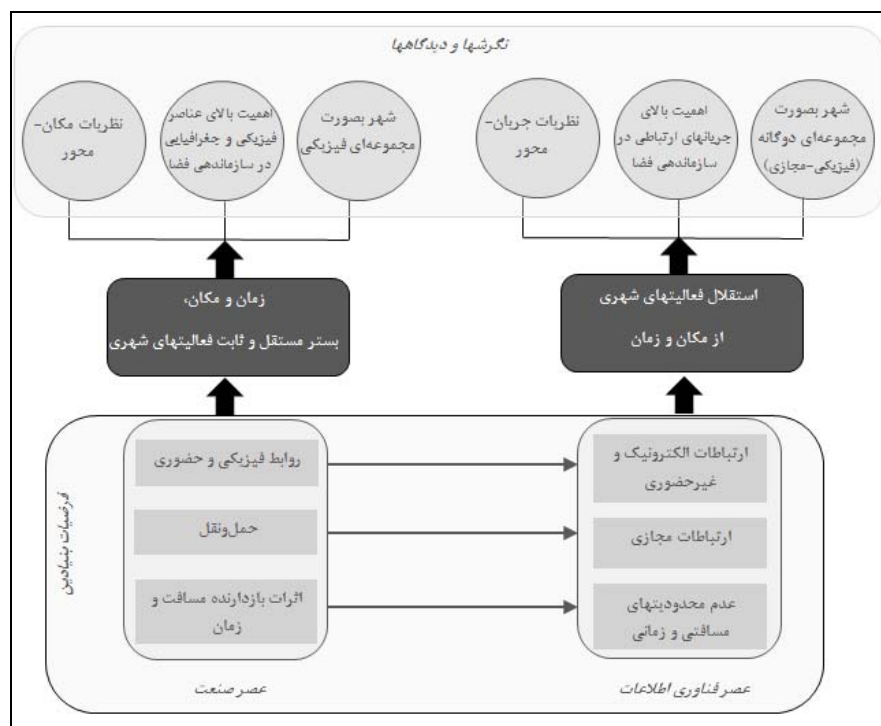 نگرشها و دیدگاهها
شهر بصورت
مجموعه‌ای دوگانه
(فیزیکی-مجازی)
اهمیت بالای
جریانهای ارتباطی در
سازماندهی فضا
نظریات جریان-
محور
شهر بصورت
مجموعه‌ای فیزیکی
اهمیت بالای عناصر
فیزیکی و جغرافیایی
در سازماندهی فضا
نظریات مکان-
محور
استقلال فعالیتهای شهری
از مکان و زمان
زمان و مکان،
بستر مستقل و ثابت فعالیتهای شهری
ارتباطات الکترونیک و
غیرحضوری
ارتباطات مجازی
عدم محدودیتهای
مسافتی و زمانی
عصر فناوری اطلاعات
روابط فیزیکی و حضوری
حمل‌ونقل
اثرات بازدارنده مسافت و
زمان
عصر صنعت
فرضیات بنیادین